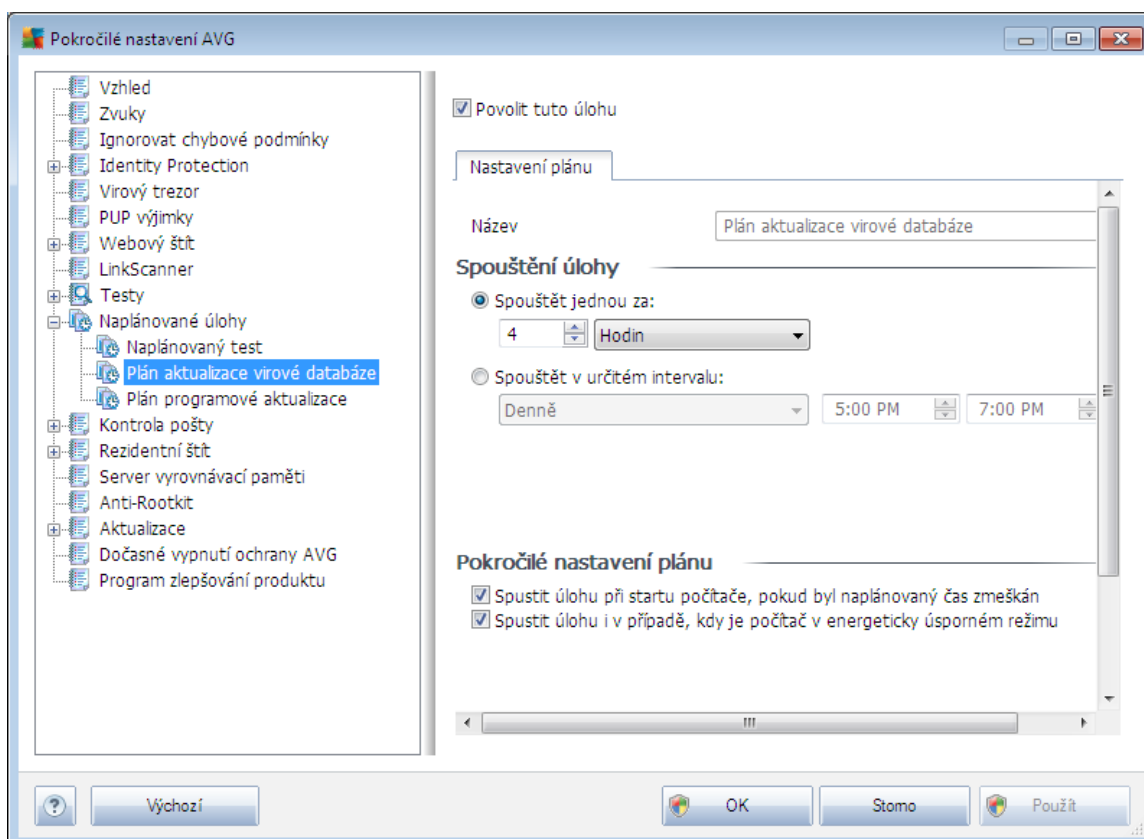 Pokročilé nastavení AVG
Vzhled
Zvuky
Ignorovat chybové podmínky
Identity Protection
Virový trezor
PUP výjimky
Webový štít
LinkScanner
Testy
Naplánované úlohy
Naplánovaný test
Plán aktualizace virové databáze
Plán programové aktualizace
Kontrola pošty
Rezidentní štít
Server vyrovnávací paměti
Anti-Rootkit
Aktualizace
Dočasné vypnutí ochrany AVG
Program zlepšování produktu
Povolit tuto úlohu
Nastavení plánu
Název Plán aktualizace virové databáze
Spouštění úlohy
Spouštět jednou za:
4 Hodin
Spouštět v určitém intervalu:
Denně 5:00 PM 7:00 PM
Pokročilé nastavení plánu
Spustit úlohu při startu počítače, pokud byl naplánovaný čas zmeškán
Spustit úlohu i v případě, kdy je počítač v energeticky úsporném režimu
? Výchozí OK Stomo Použít